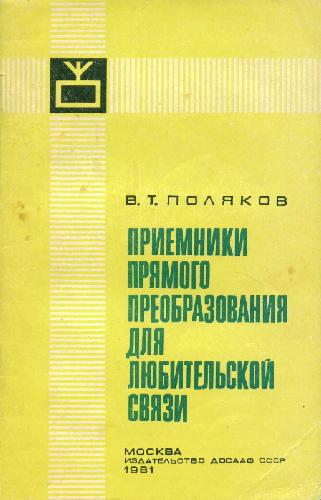 В. Т. ПОЛЯКОВ
ПРИЕМНИКИ
ПРЯМОГО
ПРЕОБРАЗОВАНИЯ
ДЛЯ
ЛЮБИТЕЛЬСКОЙ
СВЯЗИ
МОСКВА
ИЗДАТЕЛЬСТВО ДОСААФ СССР
1981